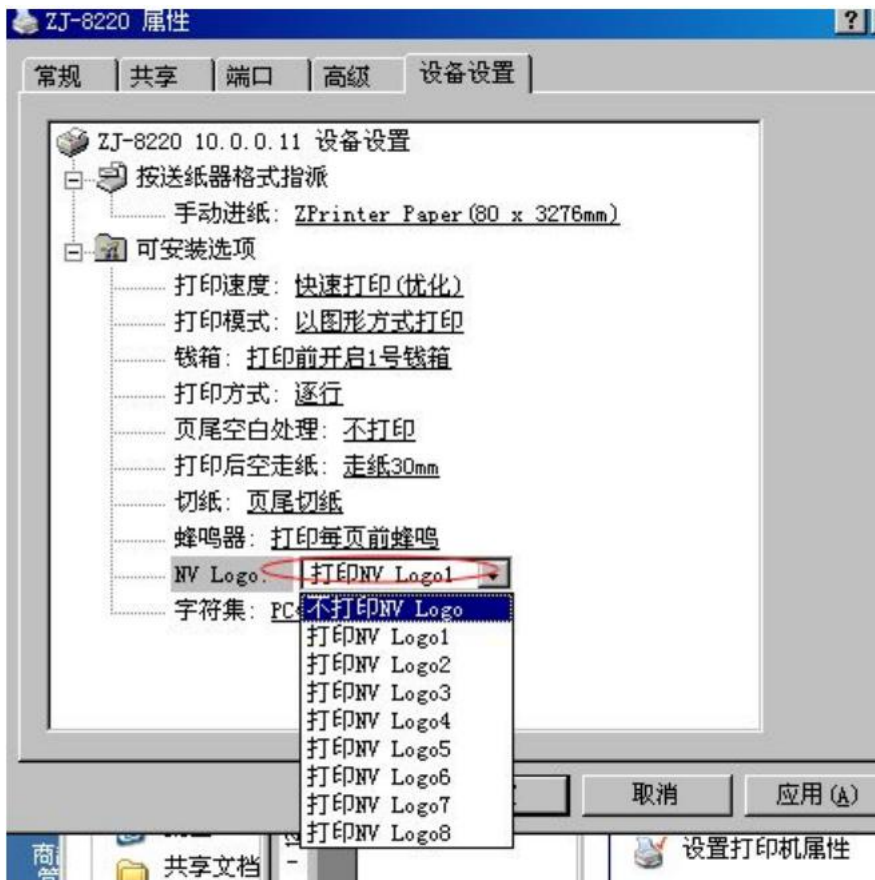 ZJ-8220 属性
?
常规 共享 端口 高级 设备设置
ZJ-8220 10.0.0.11 设备设置
按送纸器格式指派
手动进纸: ZPrinter Paper(80 x 3276mm)
可安装选项
打印速度: 快速打印(优化)
打印模式: 以图形方式打印
钱箱: 打印前开启1号钱箱
打印方式: 逐行
页尾空白处理: 不打印
打印后空走纸: 走纸30mm
切纸: 页尾切纸
蜂鸣器: 打印每页前蜂鸣
NV Logo: 打印NV Logo1
字符集: PC
不打印NV Logo
打印NV Logo1
打印NV Logo2
打印NV Logo3
打印NV Logo4
打印NV Logo5
打印NV Logo6
打印NV Logo7
打印NV Logo8
取消 应用(A)
共享文档
设置打印机属性